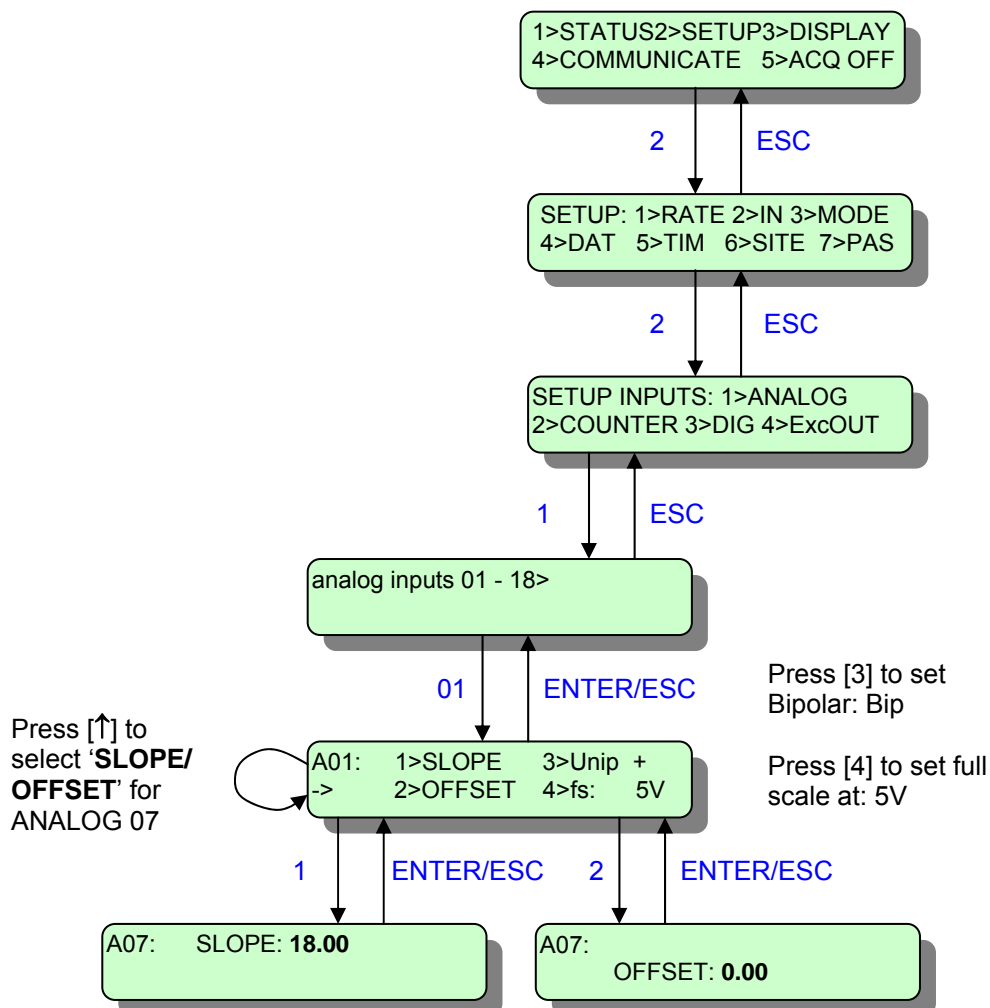 1>STATUS2>SETUP3>DISPLAY
4>COMMUNICATE 5>ACQ OFF
2 ESC
SETUP: 1>RATE 2>IN 3>MODE
4>DAT 5>TIM 6>SITE 7>PAS
2 ESC
SETUP INPUTS: 1>ANALOG
2>COUNTER 3>DIG 4>ExcOUT
1 ESC
analog inputs 01 - 18>
01 ENTER/ESC
Press [3] to set
Bipolar: Bip
Press [4] to set full
scale at: 5V
Press [↑] to
select ‘SLOPE/
OFFSET’ for
ANALOG 07
A01: 1>SLOPE 3>Unip +
-> 2>OFFSET 4>fs: 5V
1 ENTER/ESC 2 ENTER/ESC
A07: SLOPE: 18.00
A07:
OFFSET: 0.00